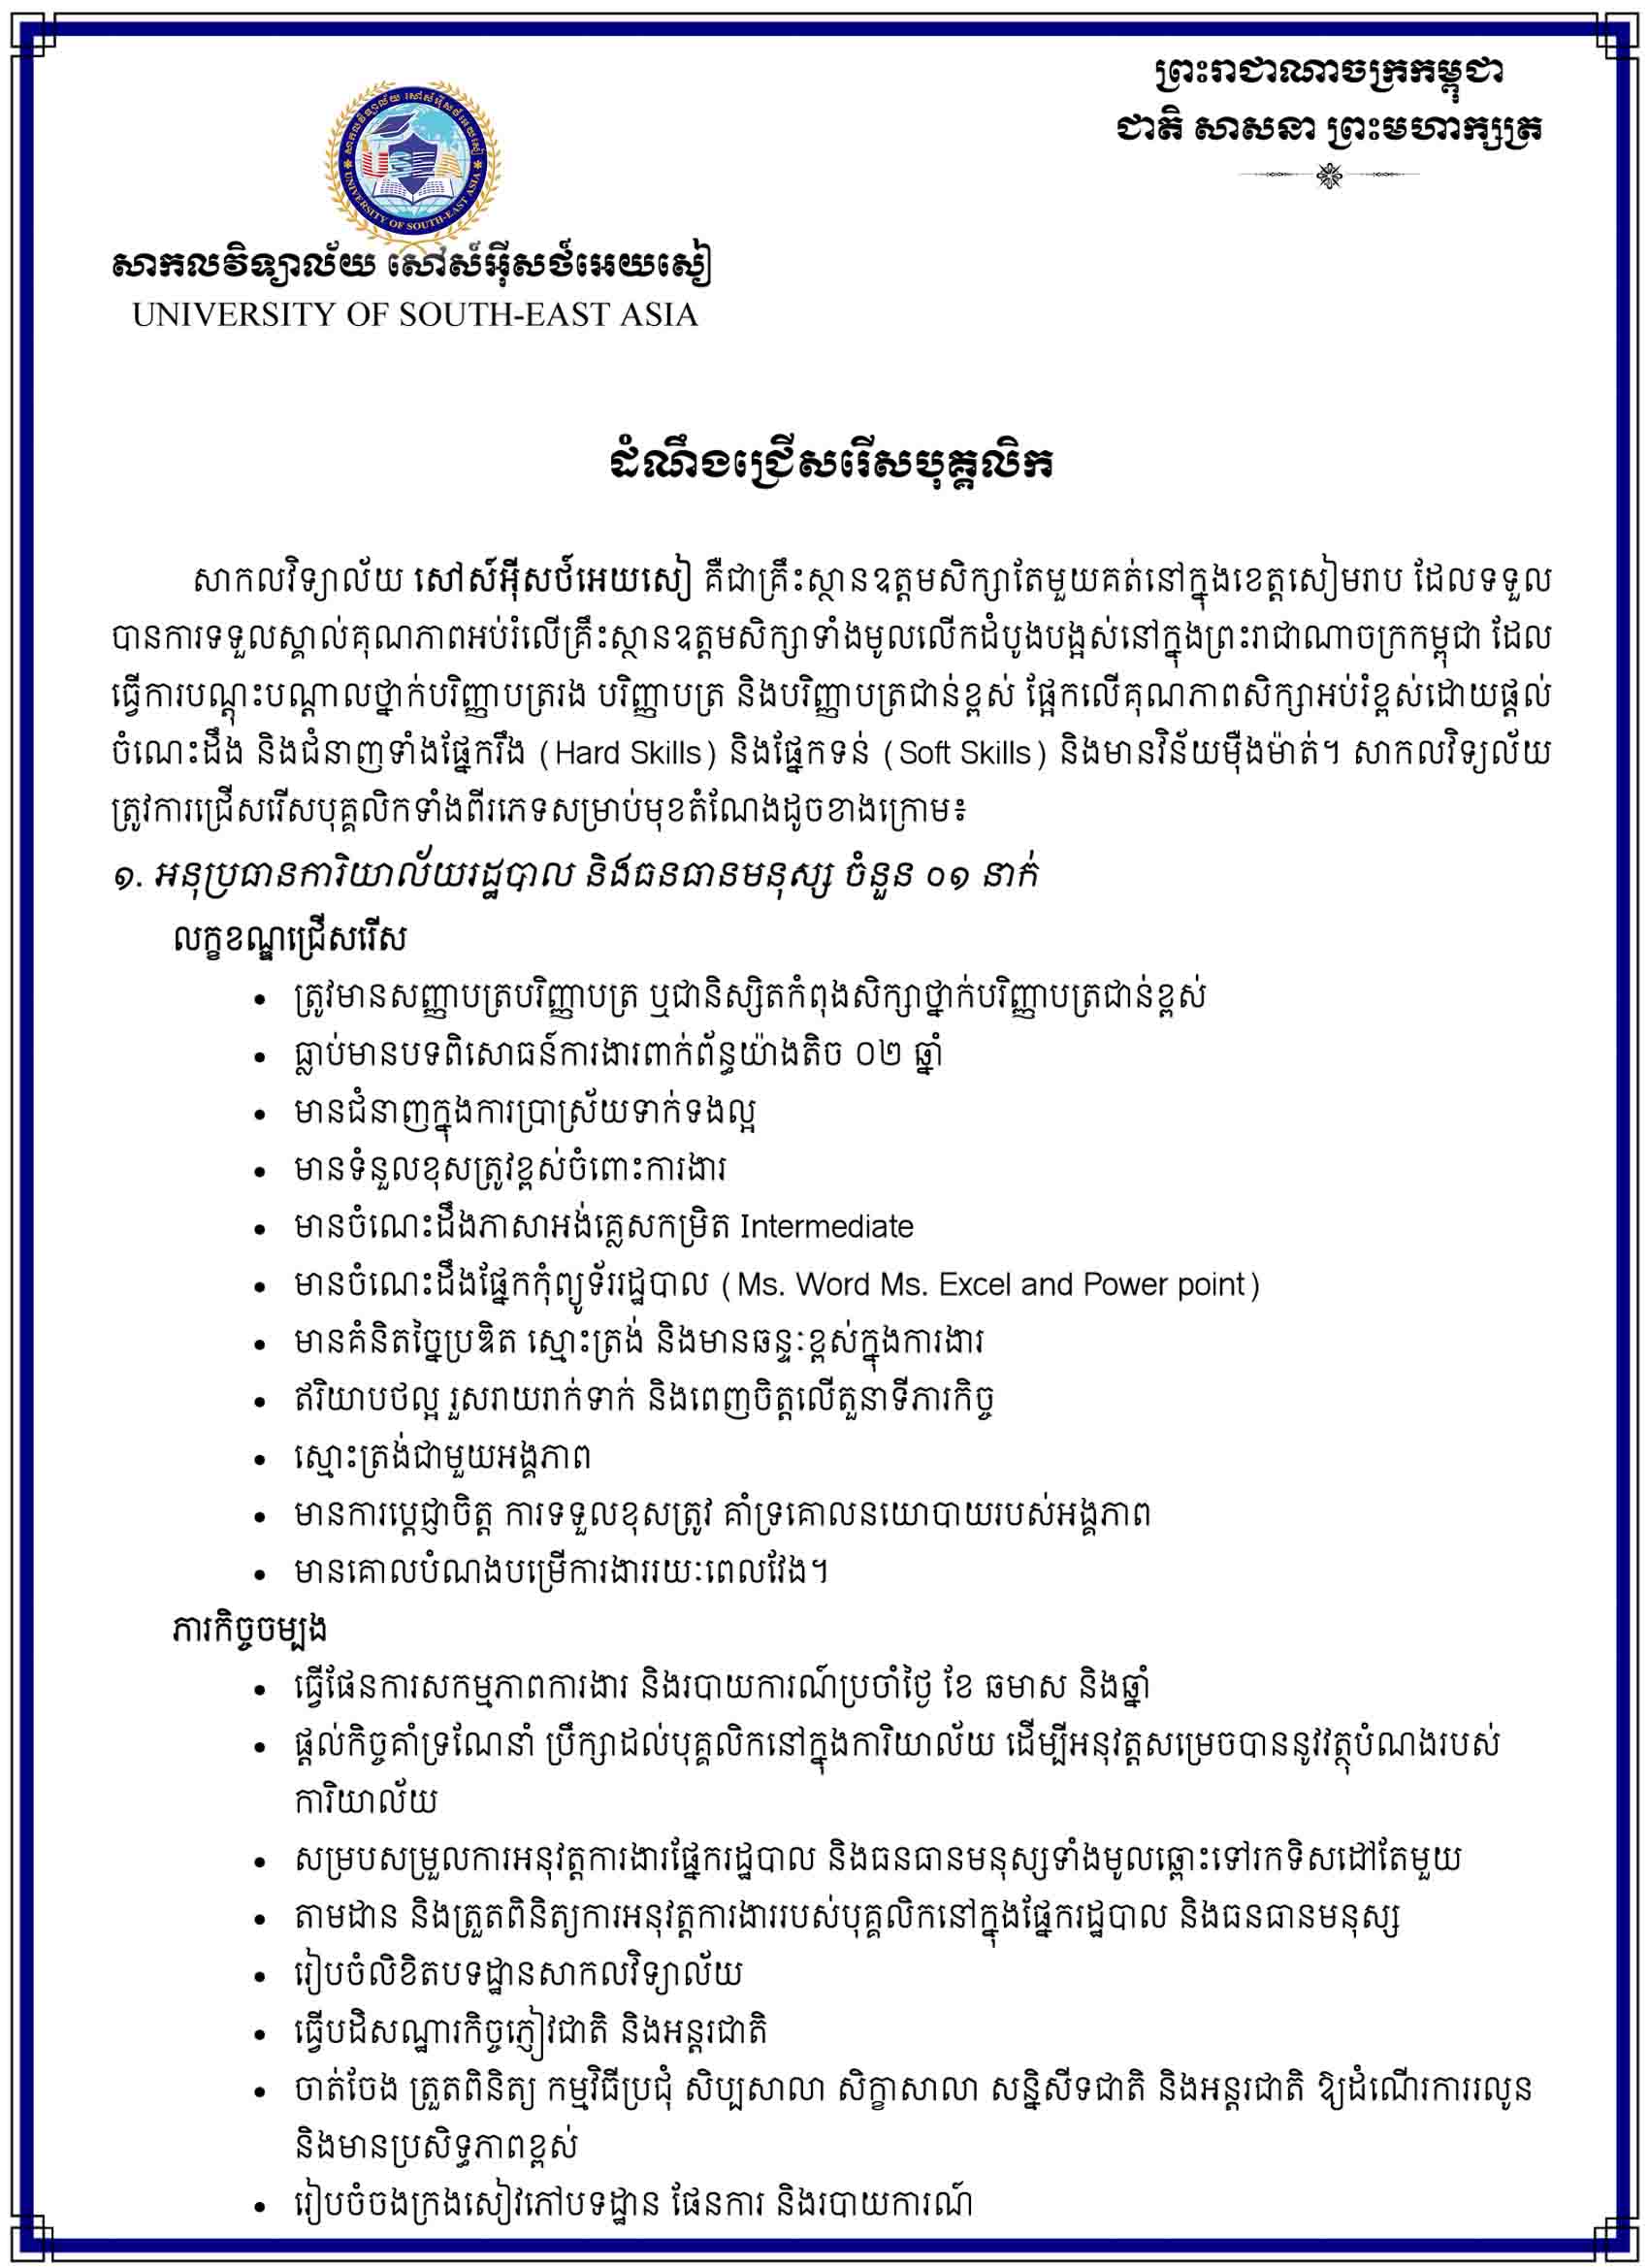 ព្រះរាជាណាចក្រកម្ពុជា
ជាតិ សាសនា ព្រះមហាក្សត្រ
សាកលវិទ្យាល័យ សៅស៍អ៊ីសថ៍អេយសៀ
USEA
UNIVERSITY OF SOUTH-EAST ASIA
សាកលវិទ្យាល័យ សៅស៍អ៊ីសថ៍អេយសៀ
UNIVERSITY OF SOUTH-EAST ASIA
ដំណឹងជ្រើសរើសបុគ្គលិក
សាកលវិទ្យាល័យ សៅស៍អ៊ីសថ៍អេយសៀ គឺជាគ្រឹះស្ថានឧត្តមសិក្សាតែមួយគត់នៅក្នុងខេត្តសៀមរាប ដែលទទួល
បានការទទួលស្គាល់គុណភាពអប់រំលើគ្រឹះស្ថានឧត្តមសិក្សាទាំងមូលលើកដំបូងបង្អស់នៅក្នុងព្រះរាជាណាចក្រកម្ពុជា ដែល
ធ្វើការបណ្តុះបណ្តាលថ្នាក់បរិញ្ញាបត្ររង បរិញ្ញាបត្រ និងបរិញ្ញាបត្រជាន់ខ្ពស់ ផ្អែកលើគុណភាពសិក្សាអប់រំខ្ពស់ដោយផ្តល់
ចំណេះដឹង និងជំនាញទាំងផ្នែករឹង (Hard Skills) និងផ្នែកទន់ (Soft Skills) និងមានវិន័យម៉ឺងម៉ាត់។ សាកលវិទ្យល័យ
ត្រូវការជ្រើសរើសបុគ្គលិកទាំងពីរភេទសម្រាប់មុខតំណែងដូចខាងក្រោម៖
១. អនុប្រធានការិយាល័យរដ្ឋបាល និងធនធានមនុស្ស ចំនួន ០១ នាក់
លក្ខខណ្ឌជ្រើសរើស
• ត្រូវមានសញ្ញាបត្របរិញ្ញាបត្រ ឬជានិស្សិតកំពុងសិក្សាថ្នាក់បរិញ្ញាបត្រជាន់ខ្ពស់
• ធ្លាប់មានបទពិសោធន៍ការងារពាក់ព័ន្ធយ៉ាងតិច ០២ ឆ្នាំ
• មានជំនាញក្នុងការប្រាស្រ័យទាក់ទងល្អ
• មានទំនួលខុសត្រូវខ្ពស់ចំពោះការងារ
• មានចំណេះដឹងភាសាអង់គ្លេសកម្រិត Intermediate
• មានចំណេះដឹងផ្នែកកុំព្យូទ័ររដ្ឋបាល (Ms. Word Ms. Excel and Power point)
• មានគំនិតច្នៃប្រឌិត ស្មោះត្រង់ និងមានឆន្ទៈខ្ពស់ក្នុងការងារ
• ឥរិយាបថល្អ រួសរាយរាក់ទាក់ និងពេញចិត្តលើតួនាទីភារកិច្ច
• ស្មោះត្រង់ជាមួយអង្គភាព
• មានការប្តេជ្ញាចិត្ត ការទទួលខុសត្រូវ គាំទ្រគោលនយោបាយរបស់អង្គភាព
• មានគោលបំណងបម្រើការងាររយៈពេលវែង។
ភារកិច្ចចម្បង
• ធ្វើផែនការសកម្មភាពការងារ និងរបាយការណ៍ប្រចាំថ្ងៃ ខែ ឆមាស និងឆ្នាំ
• ផ្តល់កិច្ចគាំទ្រណែនាំ ប្រឹក្សាដល់បុគ្គលិកនៅក្នុងការិយាល័យ ដើម្បីអនុវត្តសម្រេចបាននូវវត្ថុបំណងរបស់
ការិយាល័យ
• សម្របសម្រួលការអនុវត្តការងារផ្នែករដ្ឋបាល និងធនធានមនុស្សទាំងមូលឆ្ពោះទៅរកទិសដៅតែមួយ
• តាមដាន និងត្រួតពិនិត្យការអនុវត្តការងាររបស់បុគ្គលិកនៅក្នុងផ្នែករដ្ឋបាល និងធនធានមនុស្ស
• រៀបចំលិខិតបទដ្ឋានសាកលវិទ្យាល័យ
• ធ្វើបដិសណ្ឋារកិច្ចភ្ញៀវជាតិ និងអន្តរជាតិ
• ចាត់ចែង ត្រួតពិនិត្យ កម្មវិធីប្រជុំ សិប្បសាលា សិក្ខាសាលា សន្និសីទជាតិ និងអន្តរជាតិ ឱ្យដំណើរការរលូន
និងមានប្រសិទ្ធភាពខ្ពស់
• រៀបចំចងក្រងសៀវភៅបទដ្ឋាន ផែនការ និងរបាយការណ៍